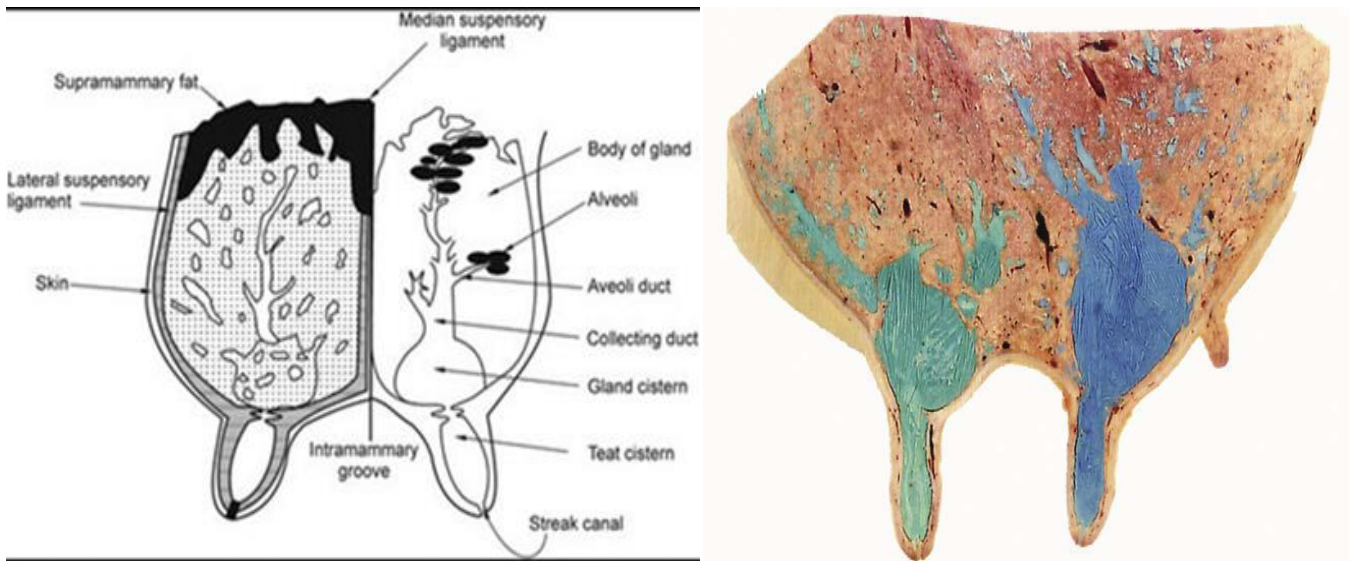 Median suspensory
ligament
Supramammary fat
Body of gland
Lateral suspensory
ligament
Alveoli
Skin
Aveoli duct
Collecting duct
Gland cistern
Intramammary
groove
Teat cistern
Streak canal